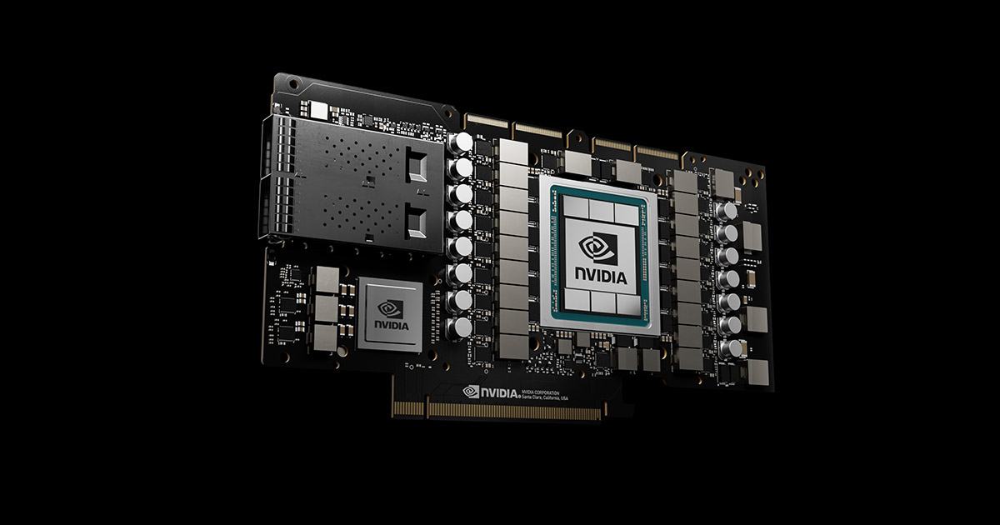 NVIDIA
NVIDIA
NVIDIA.
NVIDIA CORPORATION
Santa Clara, California, USA